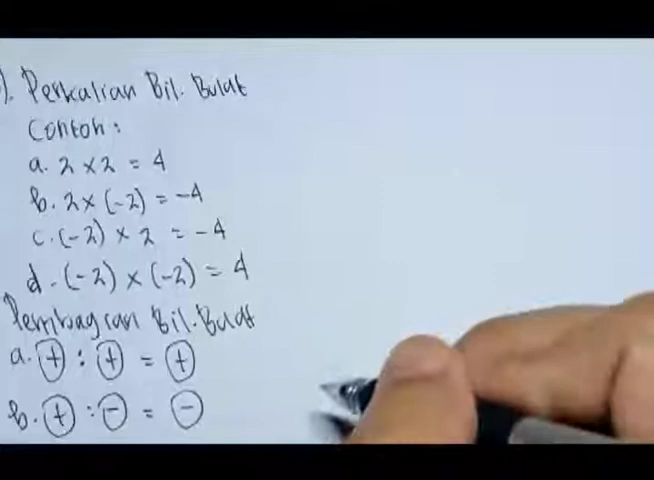 ). Perkalian Bil. Bulat
Contoh :
a. 2 × 2 = 4
b. 2 × (-2) = -4
c. (-2) × 2 = -4
d. (-2) × (-2) = 4
Pembagian Bil. Bulat
a. + : + = +
b. + : - = -